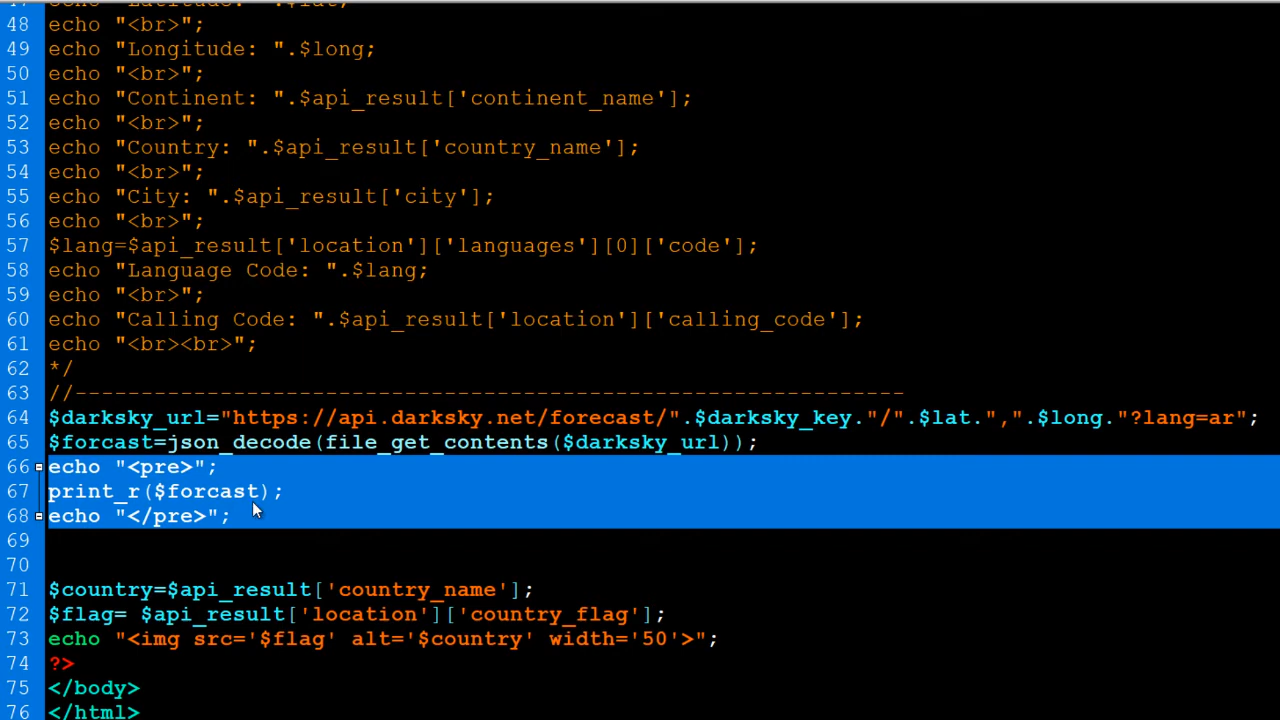 48 echo "<br>";
49 echo "Longitude: ".$long;
50 echo "<br>";
51 echo "Continent: ".$api_result['continent_name'];
52 echo "<br>";
53 echo "Country: ".$api_result['country_name'];
54 echo "<br>";
55 echo "City: ".$api_result['city'];
56 echo "<br>";
57 $lang=$api_result['location']['languages'][0]['code'];
58 echo "Language Code: ".$lang;
59 echo "<br>";
60 echo "Calling Code: ".$api_result['location']['calling_code'];
61 echo "<br><br>";
62 */
63 //---------------------------------------------------------------
64 $darksky_url="https://api.darksky.net/forecast/".$darksky_key."/".$lat.",".$long."?lang=ar";
65 $forcast=json_decode(file_get_contents($darksky_url));
66 echo "<pre>";
67 print_r($forcast);
68 echo "</pre>";
69
70
71 $country=$api_result['country_name'];
72 $flag= $api_result['location']['country_flag'];
73 echo "<img src='$flag' alt='$country' width='50'>";
74 ?>
75 </body>
76 </html>